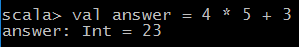 scala> val answer = 4 * 5 + 3
answer: Int = 23